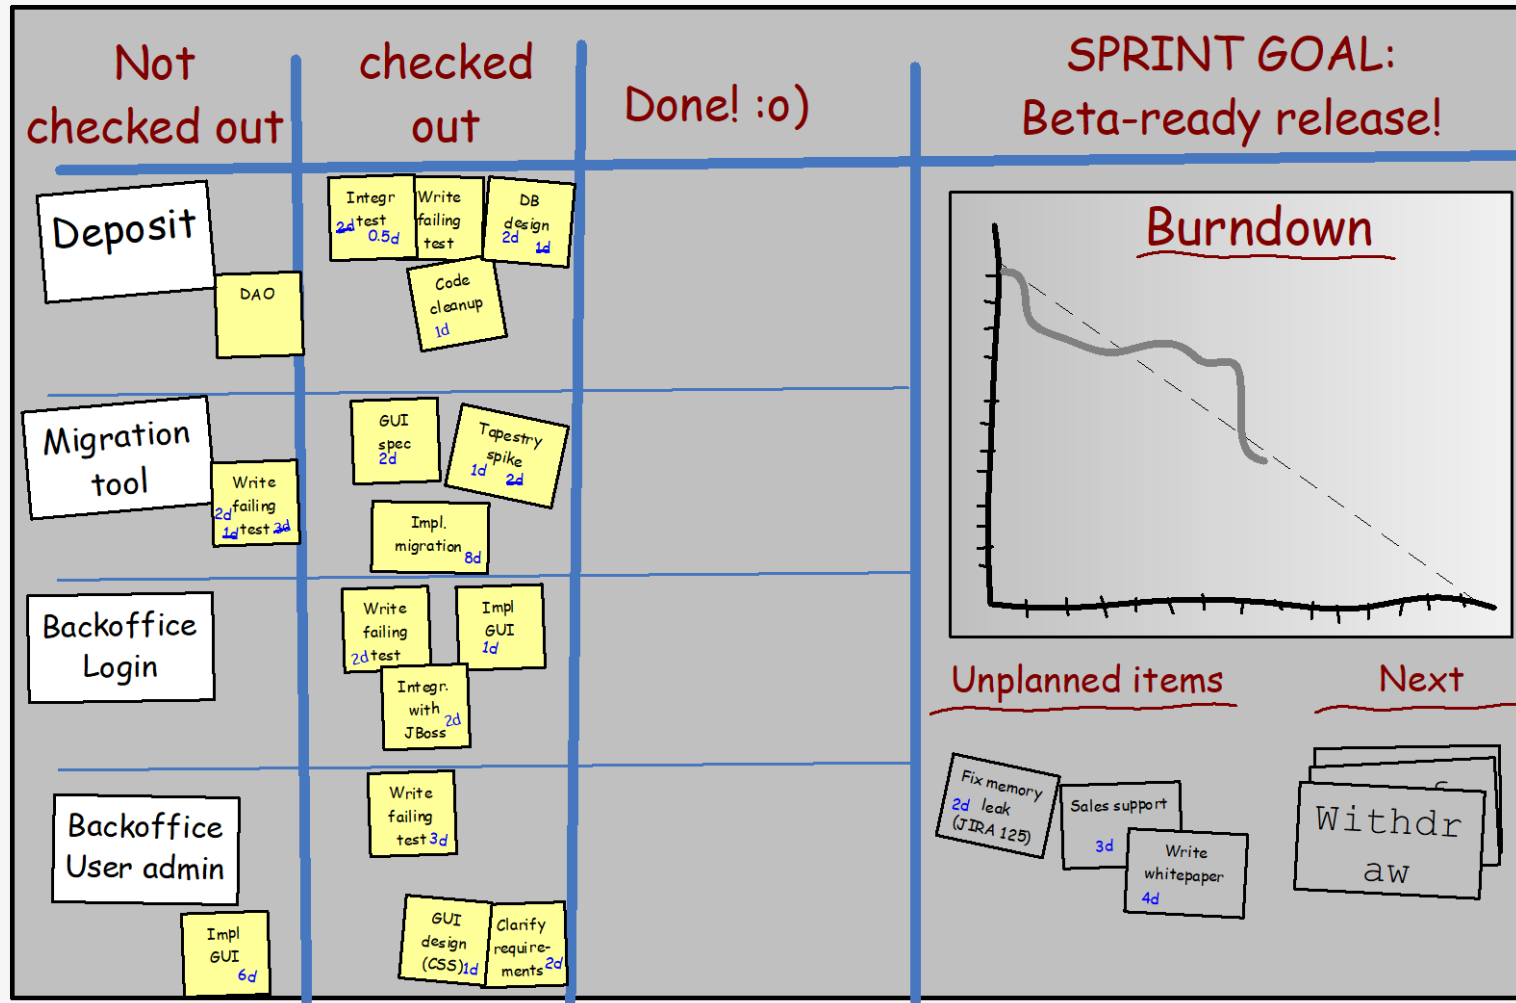 Not
checked out
checked
out
Done! :o)
SPRINT GOAL:
Beta-ready release!
Deposit
DAO
Integr
test
2d
0.5d
Write
failing
test
DB
design
2d
1d
Code
cleanup
1d
Migration
tool
Write
2d failing
1d test 3d
GUI
spec
2d
Tapestry
spike
1d
2d
Impl.
migration
8d
Backoffice
Login
Write
failing
2d test
Impl
GUI
1d
Integr.
with
2d
JBoss
Backoffice
User admin
Impl
GUI
6d
Write
failing
test 3d
GUI
design
(CSS) 1d
Clarify
require-
ments 2d
Burndown
Unplanned items
Next
Fix memory
2d leak
(JIRA 125)
Sales support
3d
Write
whitepaper
4d
Withdr
aw